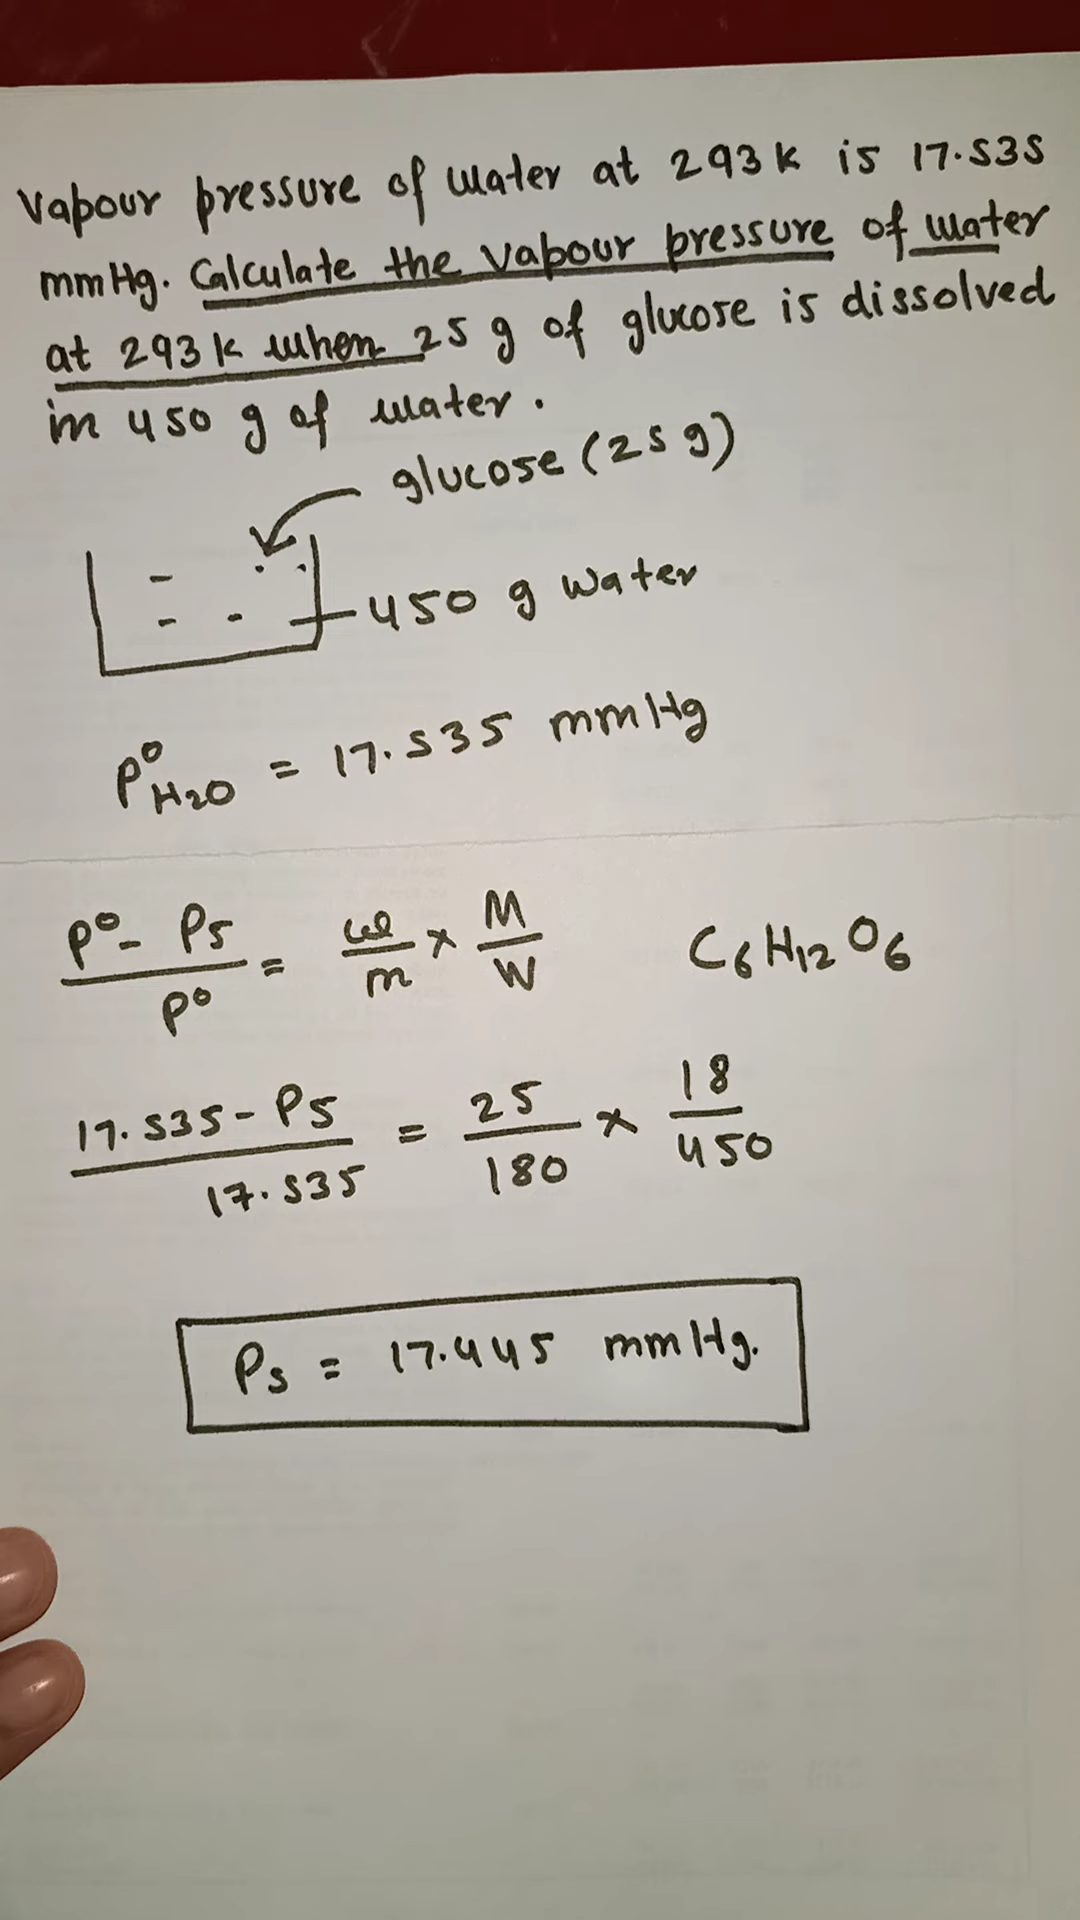 Vapour pressure of water at 293 K is 17.535
mmHg. Calculate the vapour pressure of water
at 293 K when 25 g of glucose is dissolved
in 450 g of water.
glucose (25 g)
450 g water
P°H2O = 17.535 mmHg
P° - Ps / P° = w/m × M/W
C6H12O6
17.535 - Ps / 17.535 = 25/180 × 18/450
Ps = 17.445 mmHg.